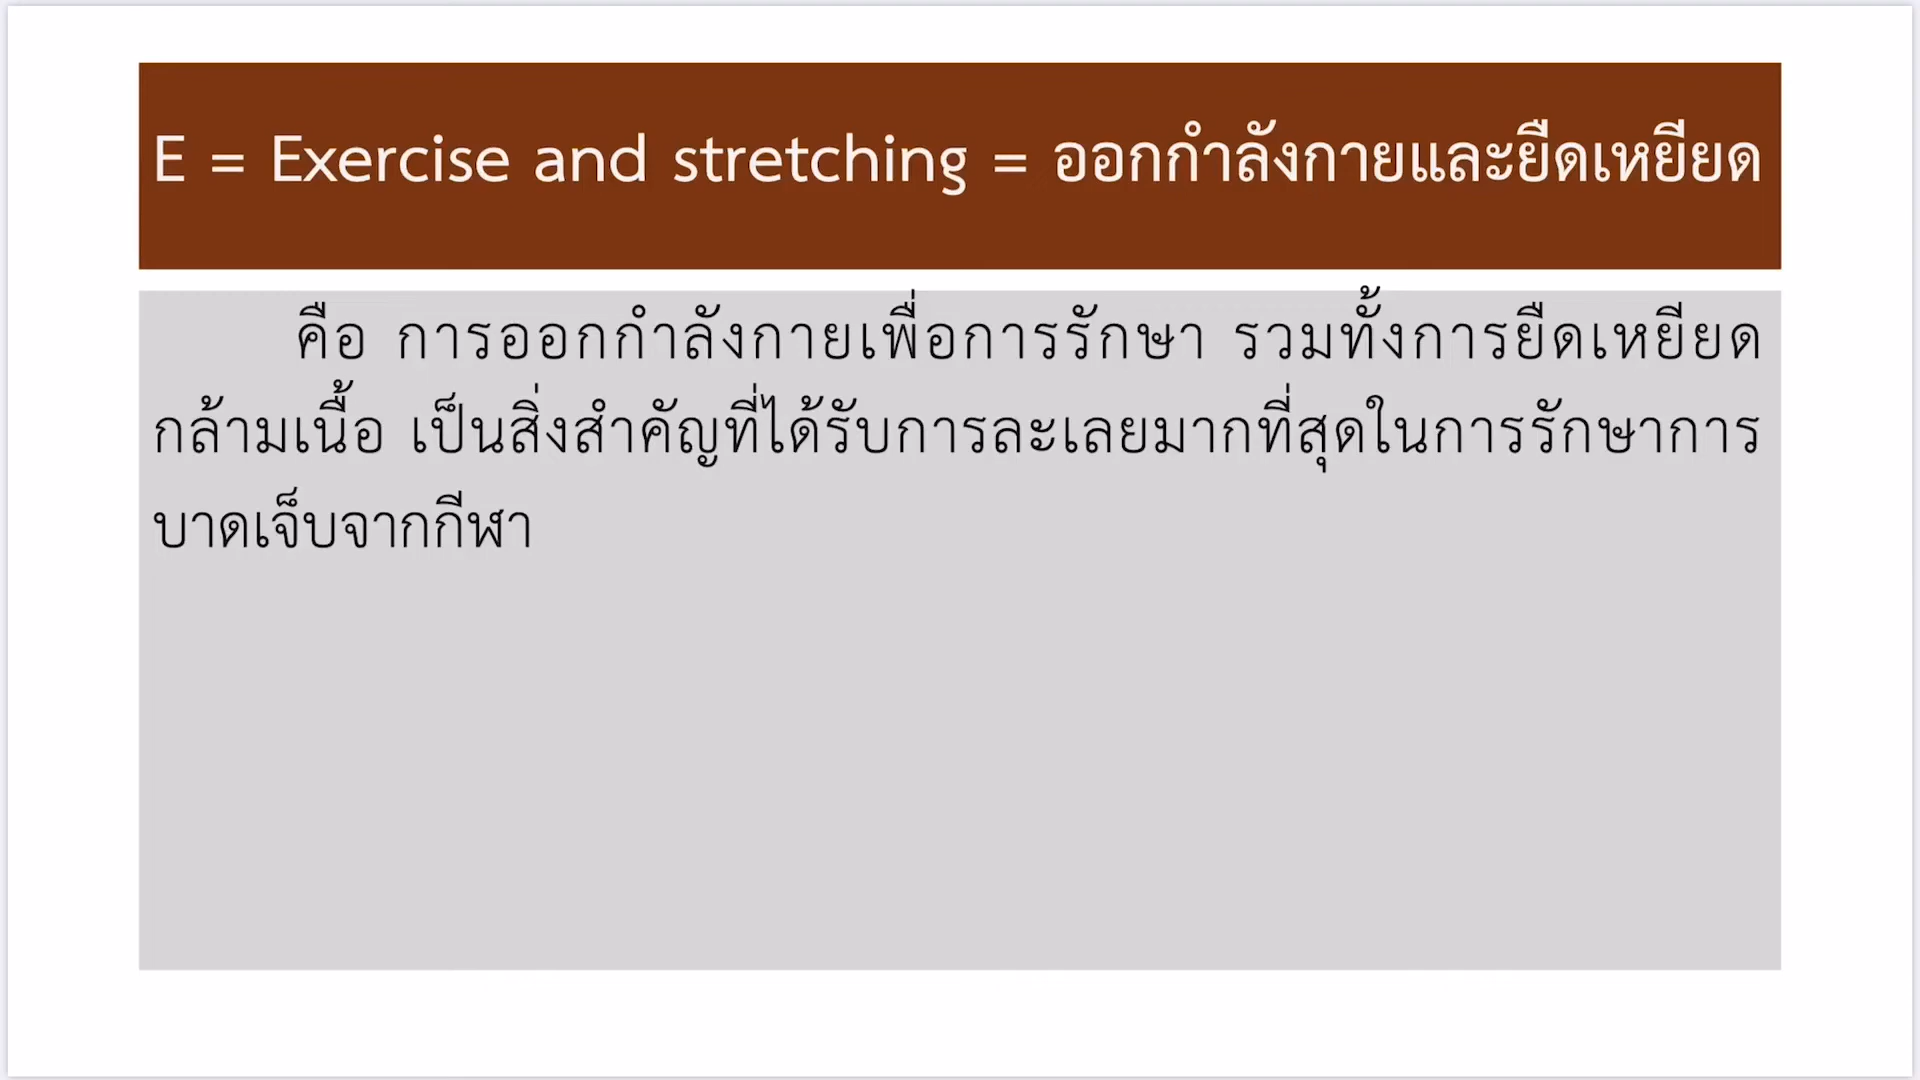 E = Exercise and stretching = ออกกำลังกายและยืดเหยียด
คือ การออกกำลังกายเพื่อการรักษา รวมทั้งการยืดเหยียด
กล้ามเนื้อ เป็นสิ่งสำคัญที่ได้รับการละเลยมากที่สุดในการรักษาการ
บาดเจ็บจากกีฬา